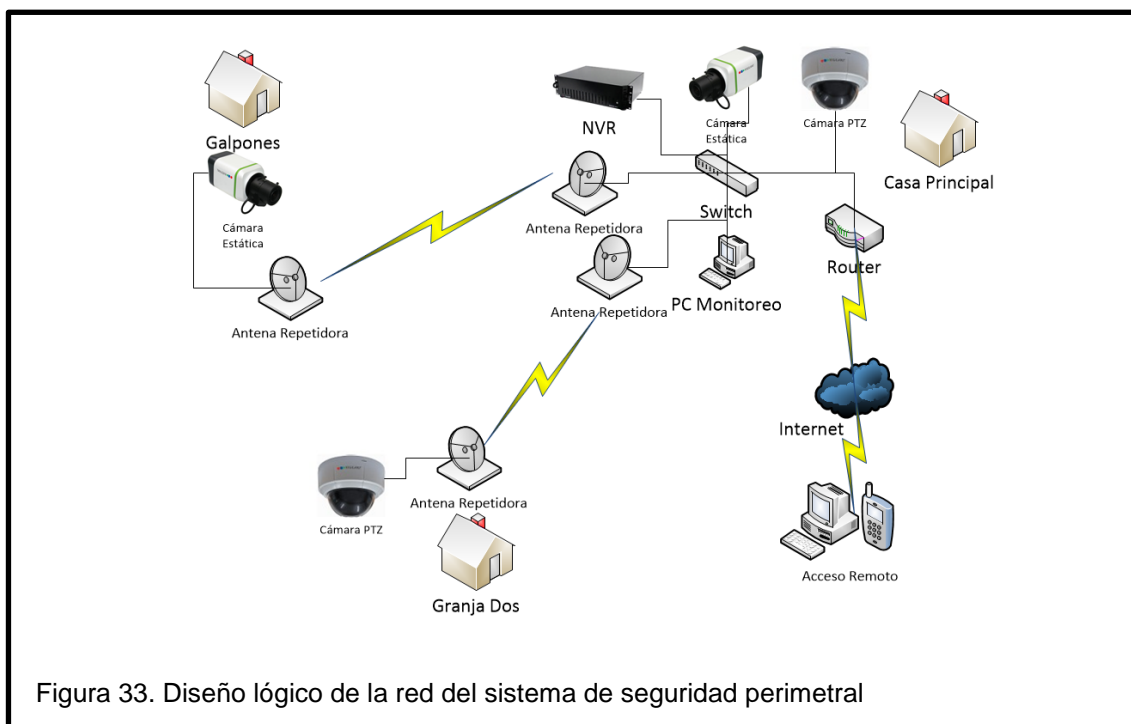 Galpones
NVR
Cámara
Estática
Cámara PTZ
Casa Principal
Cámara
Estática
Antena Repetidora
Switch
Antena Repetidora
Router
PC Monitoreo
Antena Repetidora
Internet
Cámara PTZ
Antena Repetidora
Granja Dos
Acceso Remoto
Figura 33. Diseño lógico de la red del sistema de seguridad perimetral